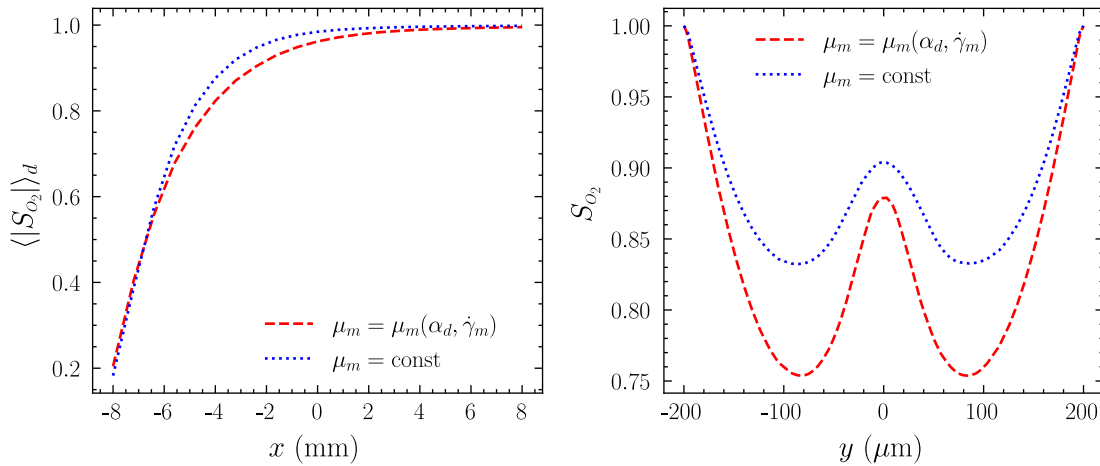 1.0
0.8
0.6
0.4
0.2
⟨|S_{O_2}|⟩_d
μ_m = μ_m(α_d, γ̇_m)
μ_m = const
-8 -6 -4 -2 0 2 4 6 8
x (mm)
1.00
0.95
0.90
0.85
0.80
0.75
S_{O_2}
μ_m = μ_m(α_d, γ̇_m)
μ_m = const
-200 -100 0 100 200
y (μm)